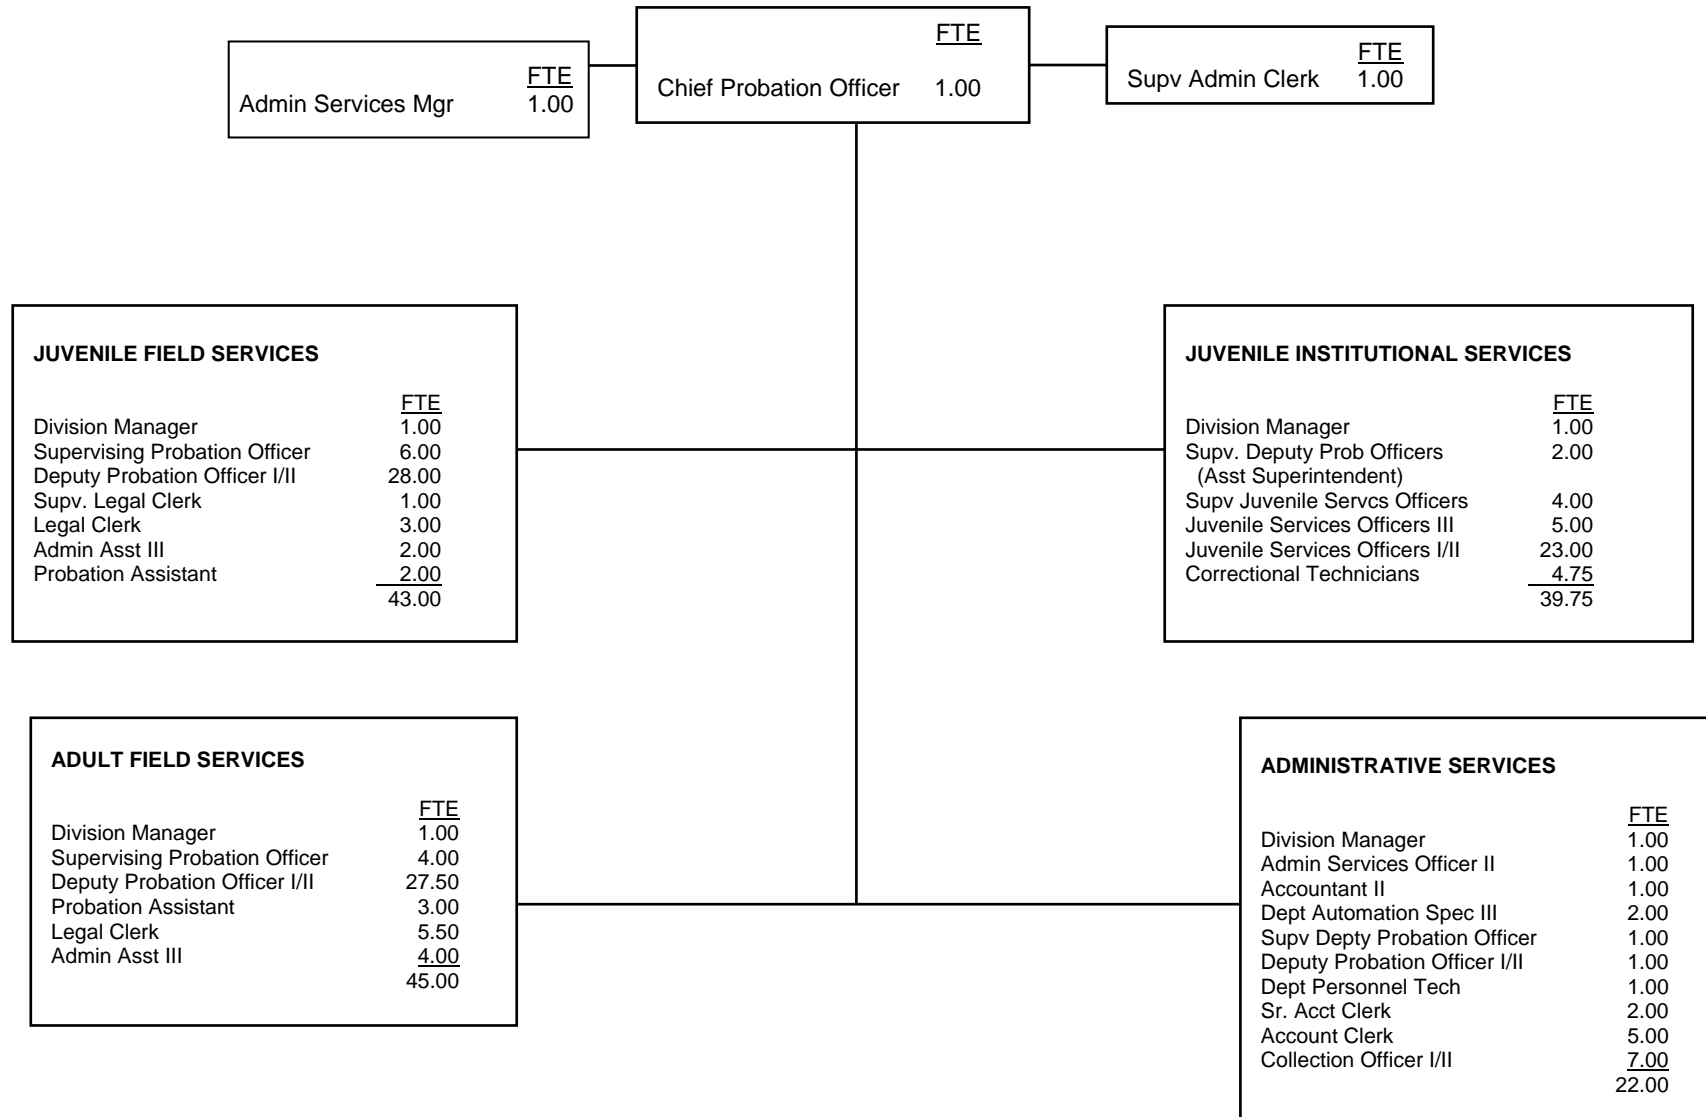 FTE
Admin Services Mgr 1.00
FTE
Chief Probation Officer 1.00
FTE
Supv Admin Clerk 1.00
JUVENILE FIELD SERVICES
FTE
Division Manager 1.00
Supervising Probation Officer 6.00
Deputy Probation Officer I/II 28.00
Supv. Legal Clerk 1.00
Legal Clerk 3.00
Admin Asst III 2.00
Probation Assistant 2.00
43.00
JUVENILE INSTITUTIONAL SERVICES
FTE
Division Manager 1.00
Supv. Deputy Prob Officers 2.00
(Asst Superintendent)
Supv Juvenile Servcs Officers 4.00
Juvenile Services Officers III 5.00
Juvenile Services Officers I/II 23.00
Correctional Technicians 4.75
39.75
ADULT FIELD SERVICES
FTE
Division Manager 1.00
Supervising Probation Officer 4.00
Deputy Probation Officer I/II 27.50
Probation Assistant 3.00
Legal Clerk 5.50
Admin Asst III 4.00
45.00
ADMINISTRATIVE SERVICES
FTE
Division Manager 1.00
Admin Services Officer II 1.00
Accountant II 1.00
Dept Automation Spec III 2.00
Supv Depty Probation Officer 1.00
Deputy Probation Officer I/II 1.00
Dept Personnel Tech 1.00
Sr. Acct Clerk 2.00
Account Clerk 5.00
Collection Officer I/II 7.00
22.00